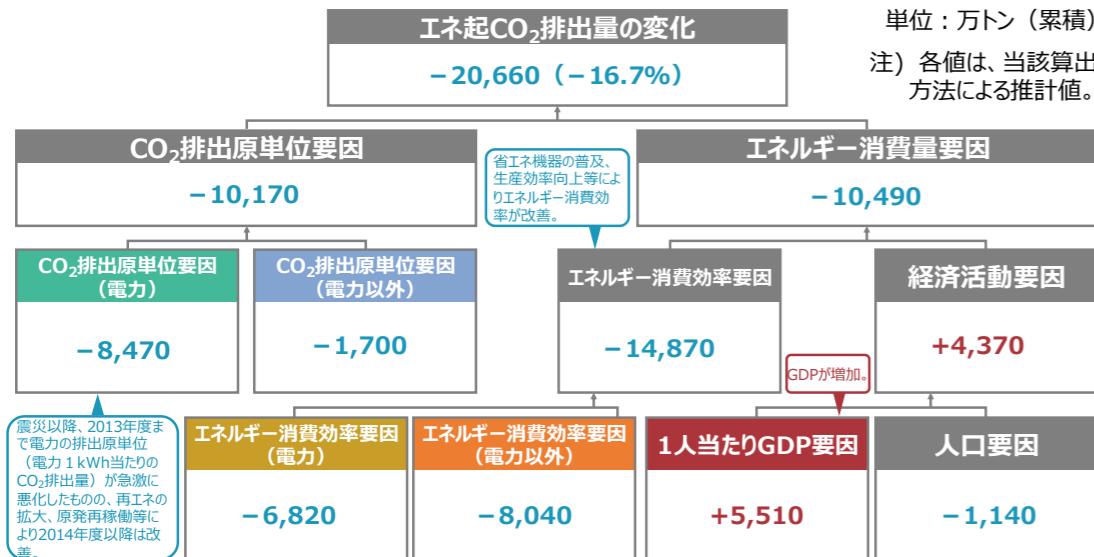 エネ起CO₂排出量の変化
−20,660（−16.7%）
単位：万トン（累積）
注）各値は、当該算出
方法による推計値。
CO₂排出原単位要因
−10,170
省エネ機器の普及、
生産効率向上等によ
りエネルギー消費効
率が改善。
エネルギー消費量要因
−10,490
CO₂排出原単位要因
（電力）
−8,470
CO₂排出原単位要因
（電力以外）
−1,700
エネルギー消費効率要因
−14,870
経済活動要因
+4,370
GDPが増加。
震災以降、2013年度ま
で電力の排出原単位
（電力１kWh当たりの
CO₂排出量）が急激に
悪化したものの、再エネの
拡大、原発再稼働等に
より2014年度以降は改
善。
エネルギー消費効率要因
（電力）
−6,820
エネルギー消費効率要因
（電力以外）
−8,040
1人当たりGDP要因
+5,510
人口要因
−1,140